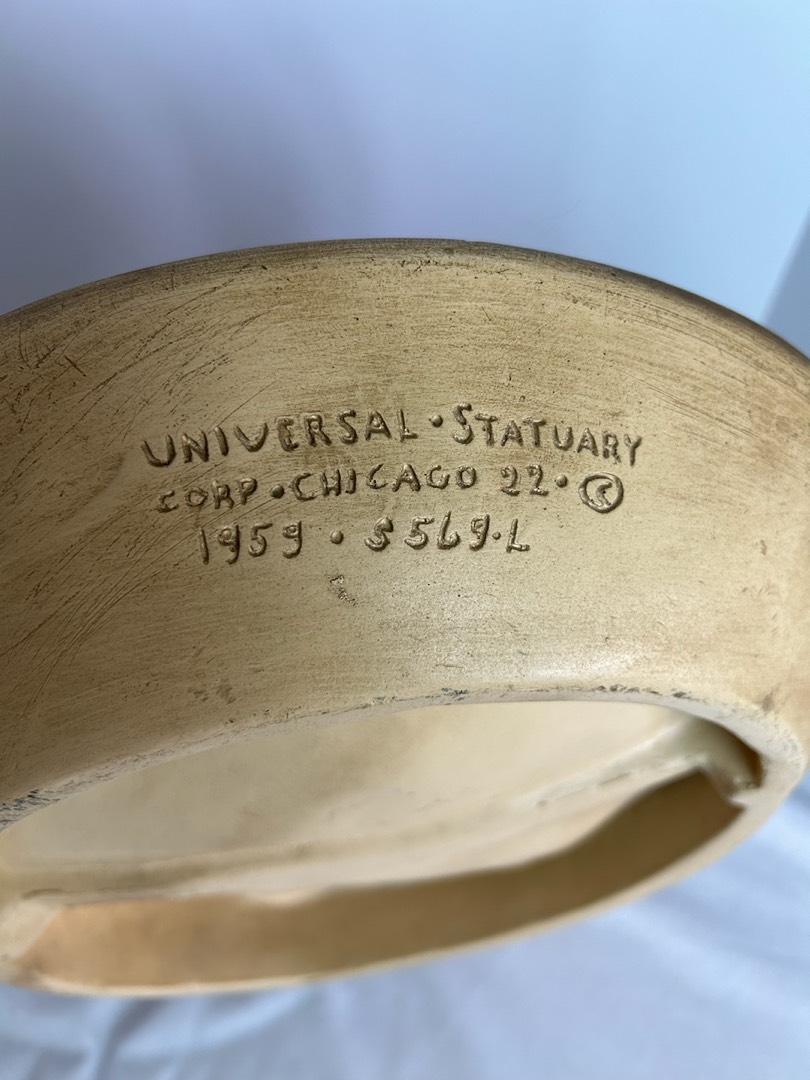 UNIVERSAL • STATUARY
CORP • CHICAGO 22 • ©
1959 • S569•L